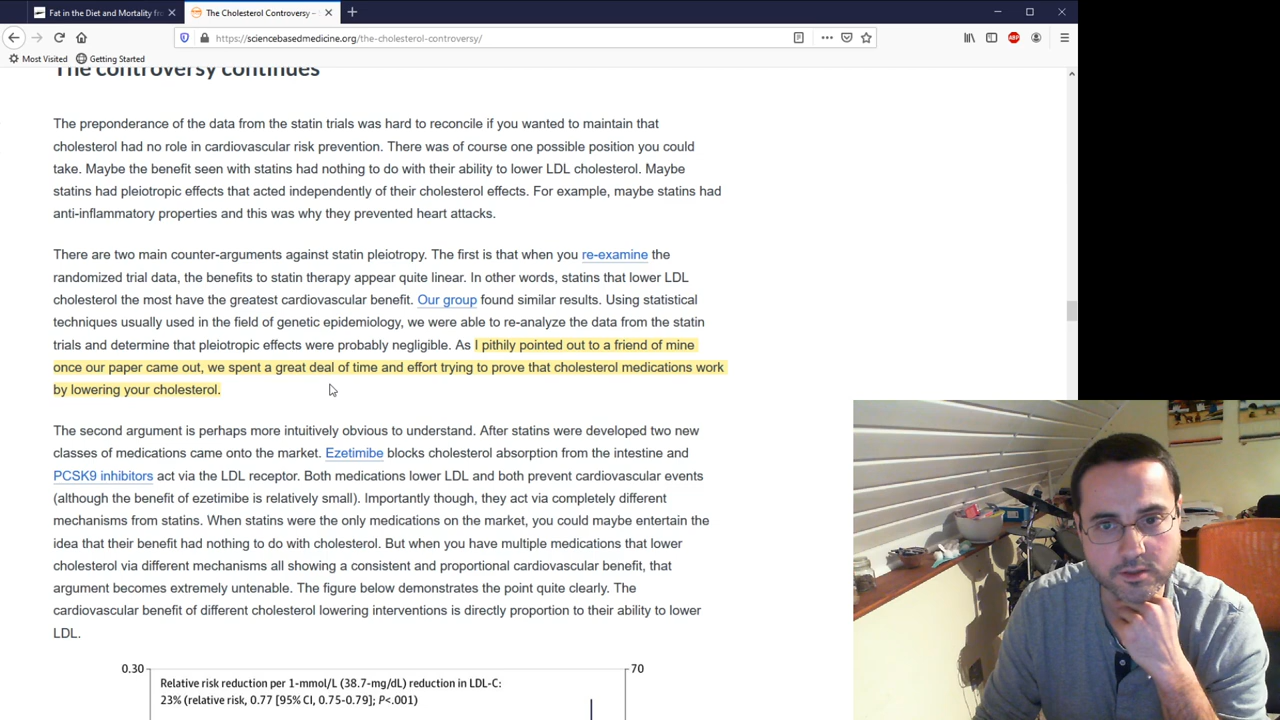 Fat in the Diet and Mortality fr
The Cholesterol Controversy –
https://sciencebasedmedicine.org/the-cholesterol-controversy/
ABP
Most Visited
Getting Started
The controversy continues
The preponderance of the data from the statin trials was hard to reconcile if you wanted to maintain that
cholesterol had no role in cardiovascular risk prevention. There was of course one possible position you could
take. Maybe the benefit seen with statins had nothing to do with their ability to lower LDL cholesterol. Maybe
statins had pleiotropic effects that acted independently of their cholesterol effects. For example, maybe statins had
anti-inflammatory properties and this was why they prevented heart attacks.
There are two main counter-arguments against statin pleiotropy. The first is that when you re-examine the
randomized trial data, the benefits to statin therapy appear quite linear. In other words, statins that lower LDL
cholesterol the most have the greatest cardiovascular benefit. Our group found similar results. Using statistical
techniques usually used in the field of genetic epidemiology, we were able to re-analyze the data from the statin
trials and determine that pleiotropic effects were probably negligible. As I pithily pointed out to a friend of mine
once our paper came out, we spent a great deal of time and effort trying to prove that cholesterol medications work
by lowering your cholesterol.
The second argument is perhaps more intuitively obvious to understand. After statins were developed two new
classes of medications came onto the market. Ezetimibe blocks cholesterol absorption from the intestine and
PCSK9 inhibitors act via the LDL receptor. Both medications lower LDL and both prevent cardiovascular events
(although the benefit of ezetimibe is relatively small). Importantly though, they act via completely different
mechanisms from statins. When statins were the only medications on the market, you could maybe entertain the
idea that their benefit had nothing to do with cholesterol. But when you have multiple medications that lower
cholesterol via different mechanisms all showing a consistent and proportional cardiovascular benefit, that
argument becomes extremely untenable. The figure below demonstrates the point quite clearly. The
cardiovascular benefit of different cholesterol lowering interventions is directly proportion to their ability to lower
LDL.
0.30
70
Relative risk reduction per 1-mmol/L (38.7-mg/dL) reduction in LDL-C:
23% (relative risk, 0.77 [95% CI, 0.75-0.79]; P<.001)